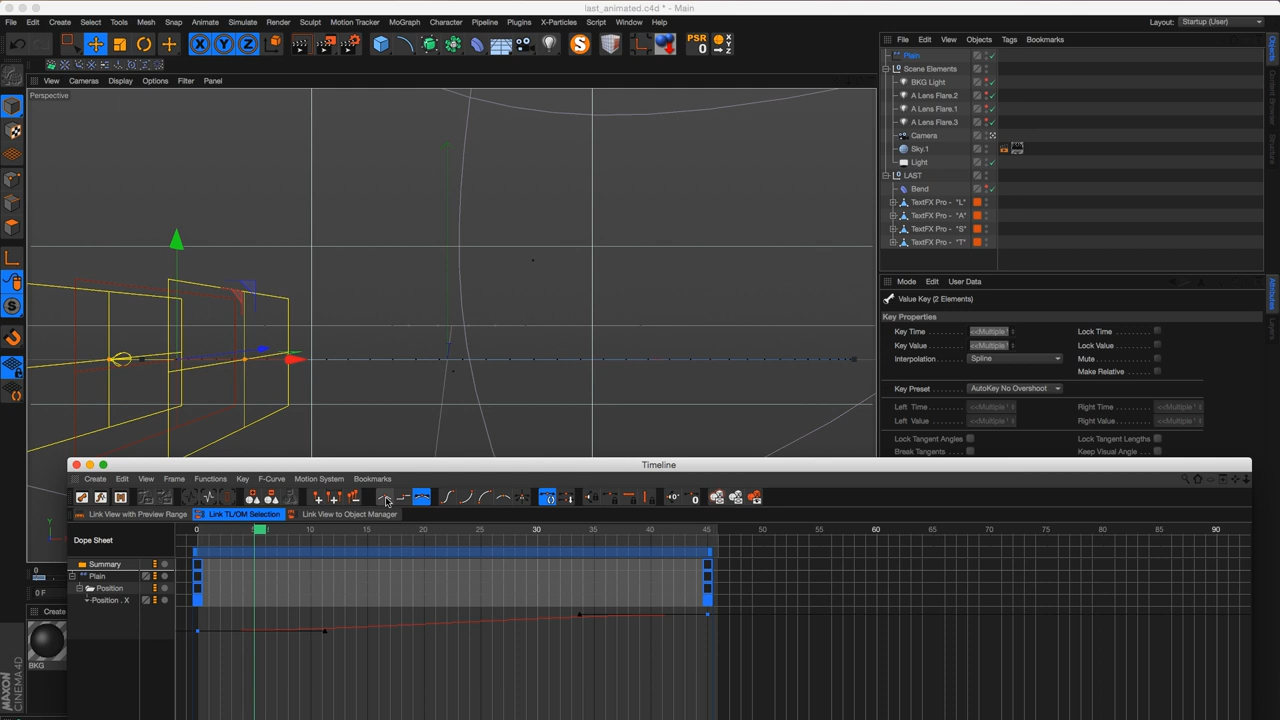 last_animated.c4d * - Main
File Edit Create Select Tools Mesh Snap Animate Simulate Render Sculpt Motion Tracker MoGraph Character Pipeline Plugins X-Particles Script Window Help
Layout: Startup (User)
PSR
0
X Y Z
File Edit View Objects Tags Bookmarks
View Cameras Display Options Filter Panel
Perspective
Plain
Scene Elements
BKG Light
A Lens Flare.2
A Lens Flare.1
A Lens Flare.3
Camera
Sky.1
Light
LAST
Bend
TextFX Pro - "L"
TextFX Pro - "A"
TextFX Pro - "S"
TextFX Pro - "T"
Objects
Content Browser
Structure
Mode Edit User Data
Value Key (2 Elements)
Key Properties
Key Time <<Multiple Lock Time
Key Value <<Multiple Lock Value
Interpolation Spline Mute
Make Relative
Key Preset AutoKey No Overshoot
Left Time <<Multiple Right Time <<Multiple
Left Value <<Multiple Right Value <<Multiple
Lock Tangent Angles Lock Tangent Lengths
Break Tangents Keep Visual Angle
Attributes
Layers
Timeline
Create Edit View Frame Functions Key F-Curve Motion System Bookmarks
Link View with Preview Range Link TL/OM Selection Link View to Object Manager
Dope Sheet
0 10 20 30 40 45 50 55 60 65 70 75 80 85 90
Summary
Plain
Position
Position . X
Y
0
0 F
Create
BKG
MAXON
CINEMA 4D